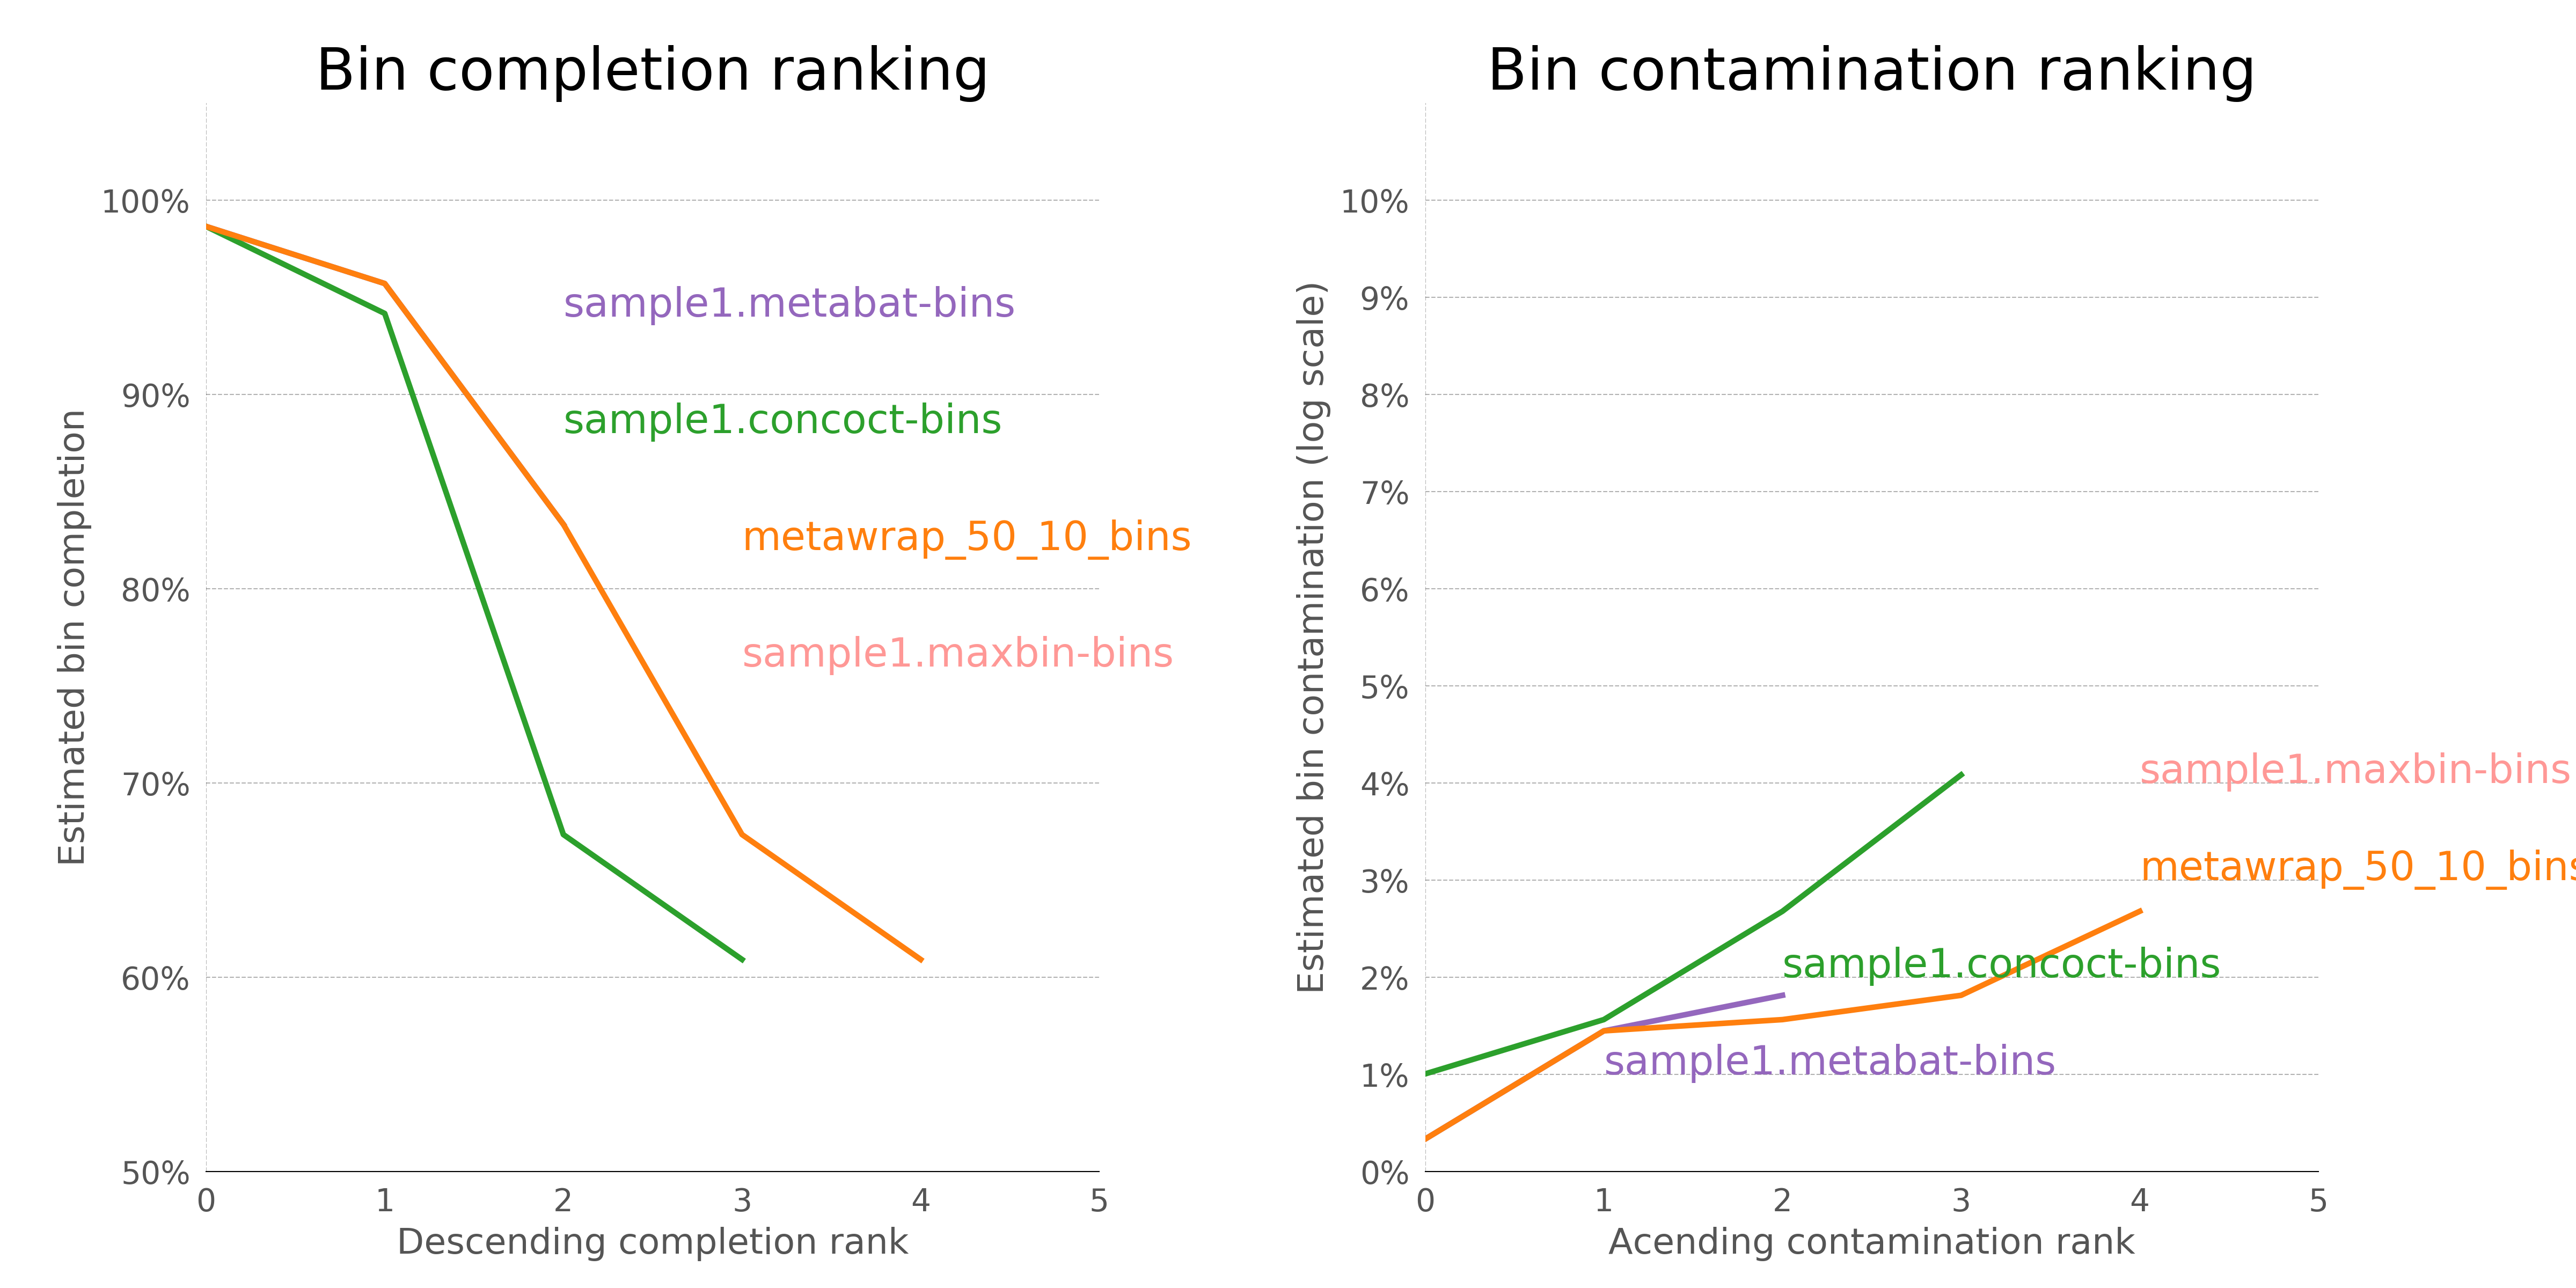 Bin completion ranking
Estimated bin completion
100%
90%
80%
70%
60%
50%
sample1.metabat-bins
sample1.concoct-bins
metawrap_50_10_bins
sample1.maxbin-bins
0 1 2 3 4 5
Descending completion rank
Bin contamination ranking
Estimated bin contamination (log scale)
10%
9%
8%
7%
6%
5%
4%
3%
2%
1%
0%
sample1.maxbin-bins
metawrap_50_10_bins
sample1.concoct-bins
sample1.metabat-bins
0 1 2 3 4 5
Acending contamination rank